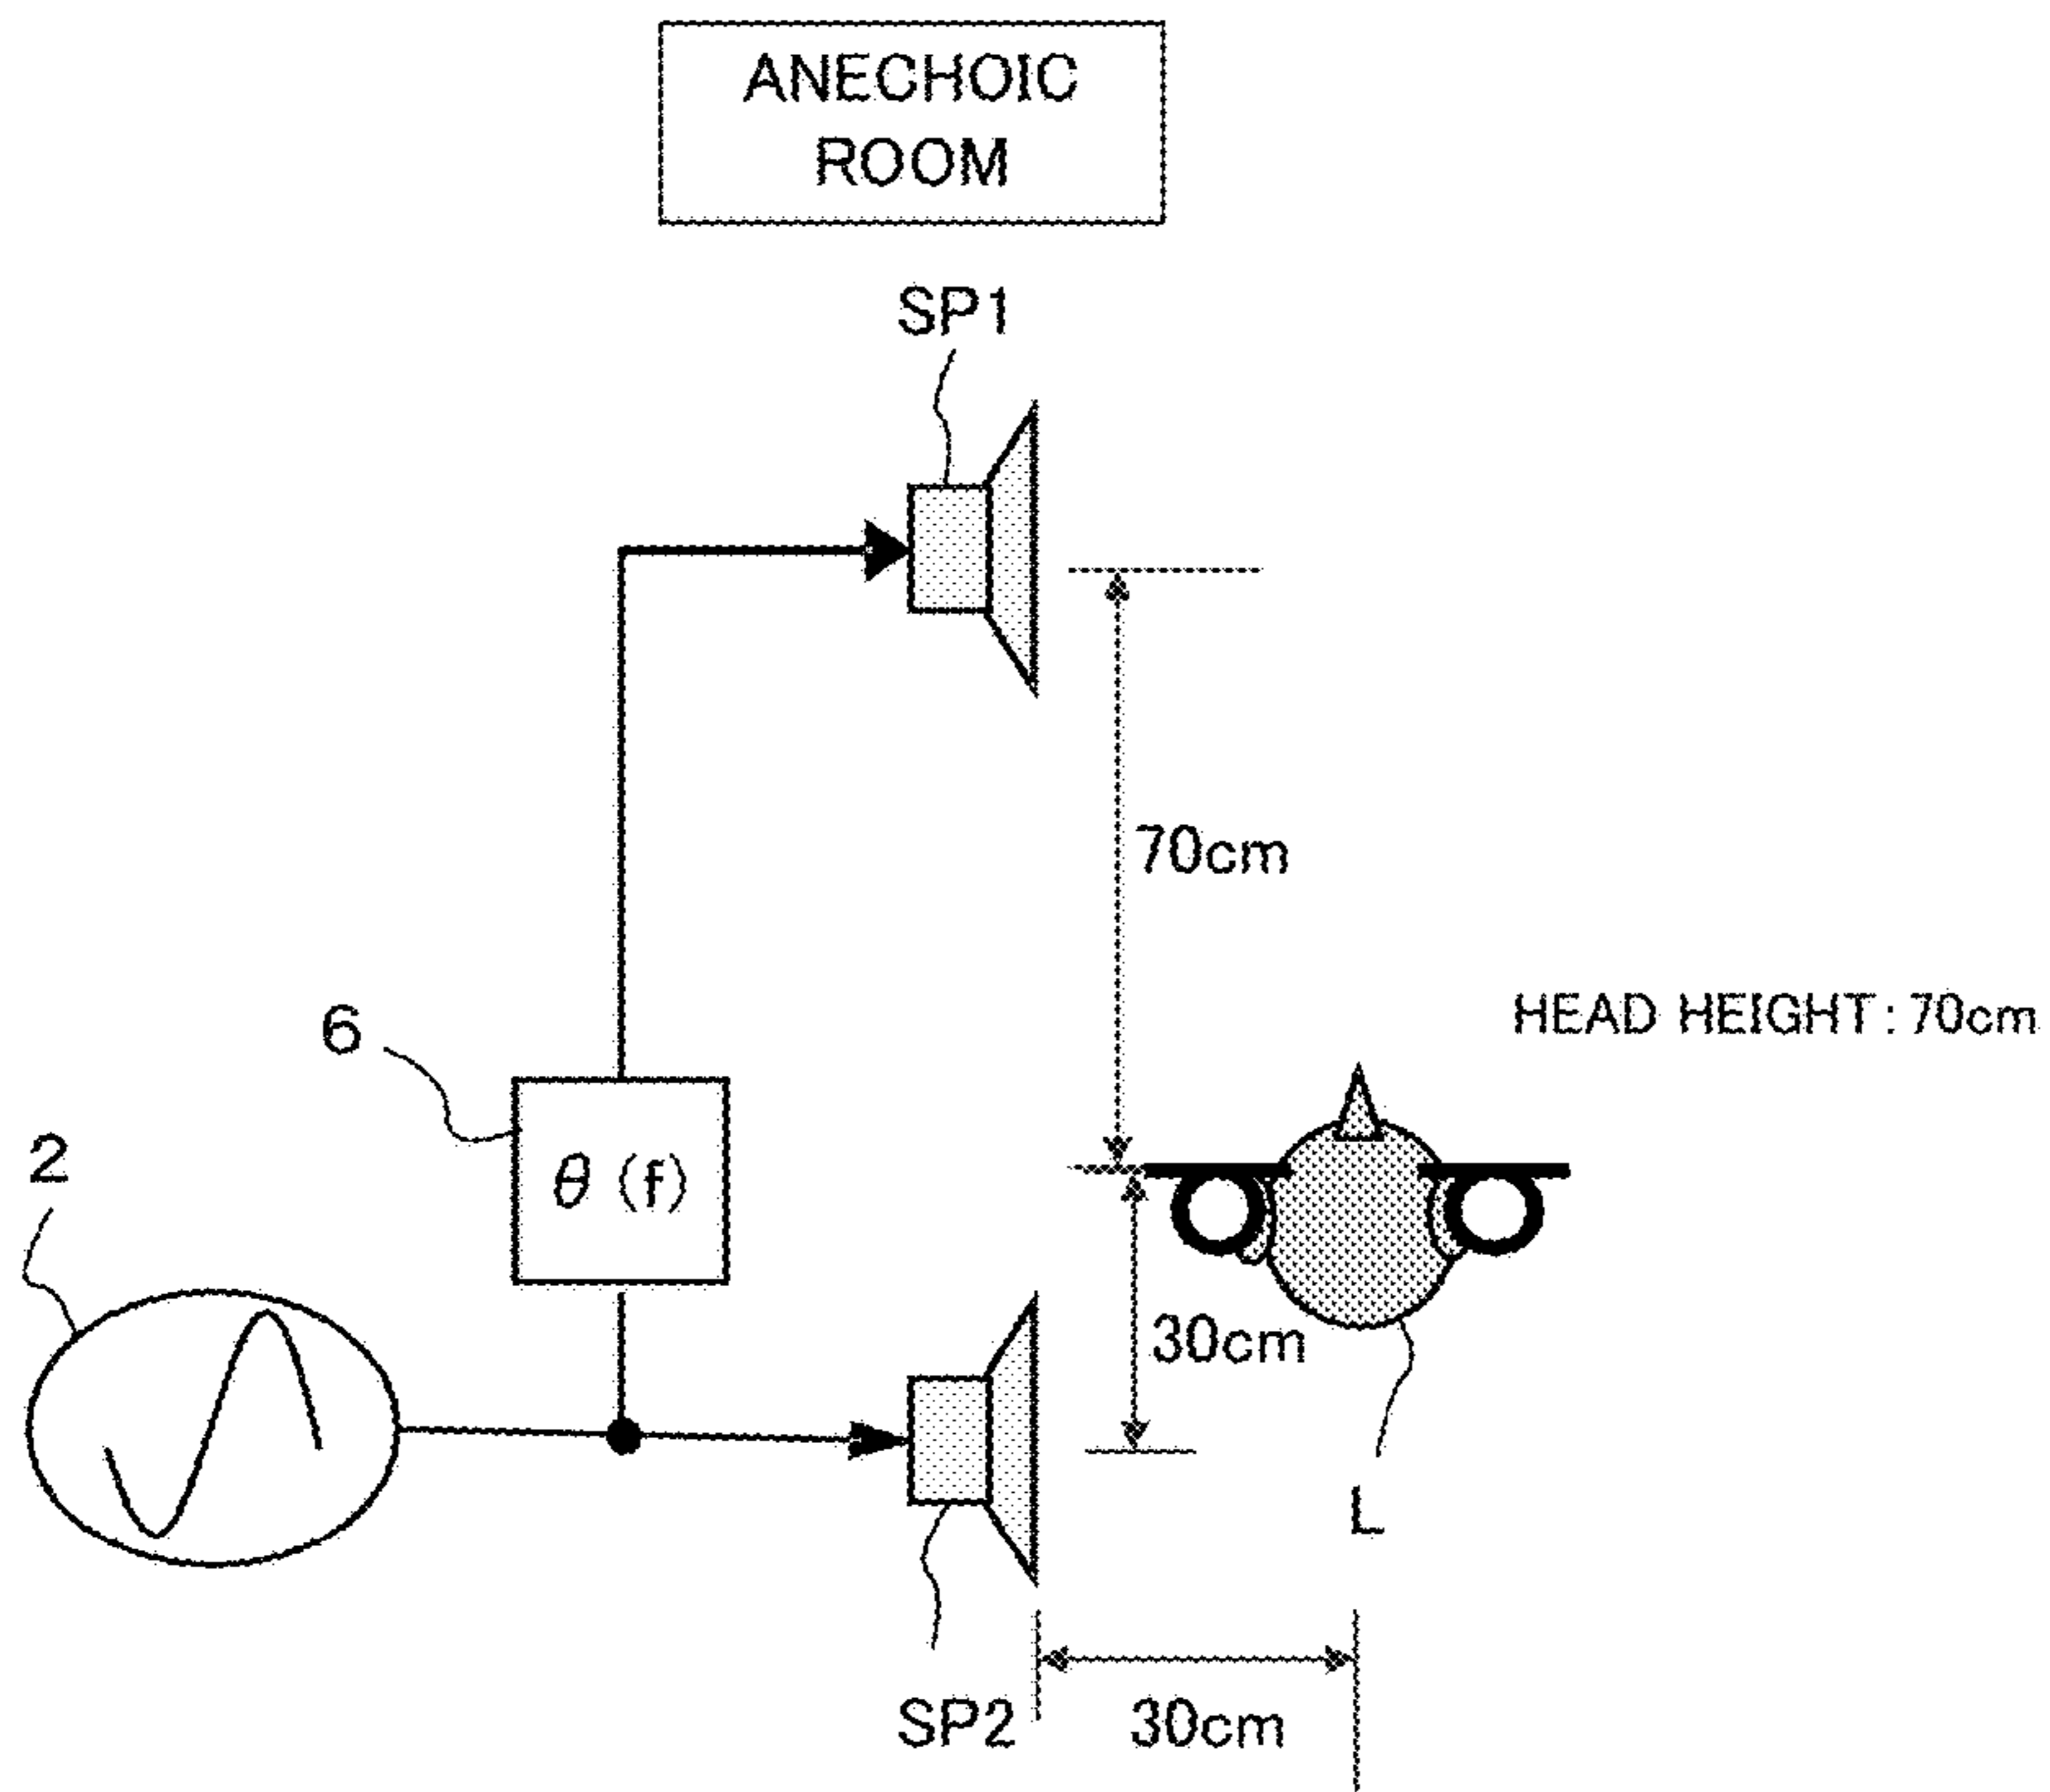 ANECHOIC
ROOM
SP1
70cm
HEAD HEIGHT: 70cm
6
2
θ (f)
30cm
L
SP2
30cm